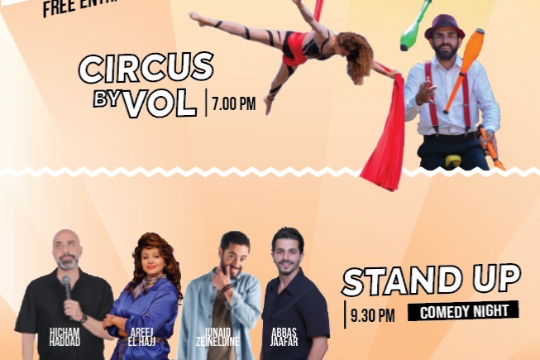 FREE
CIRCUS
BY VOL
7.00 PM
STAND UP
9.30 PM
COMEDY NIGHT
HICHAM
HADDAD
AREEJ
EL HAJJ
JUNAID
ZEINELDINE
ABBAS
JAAFAR